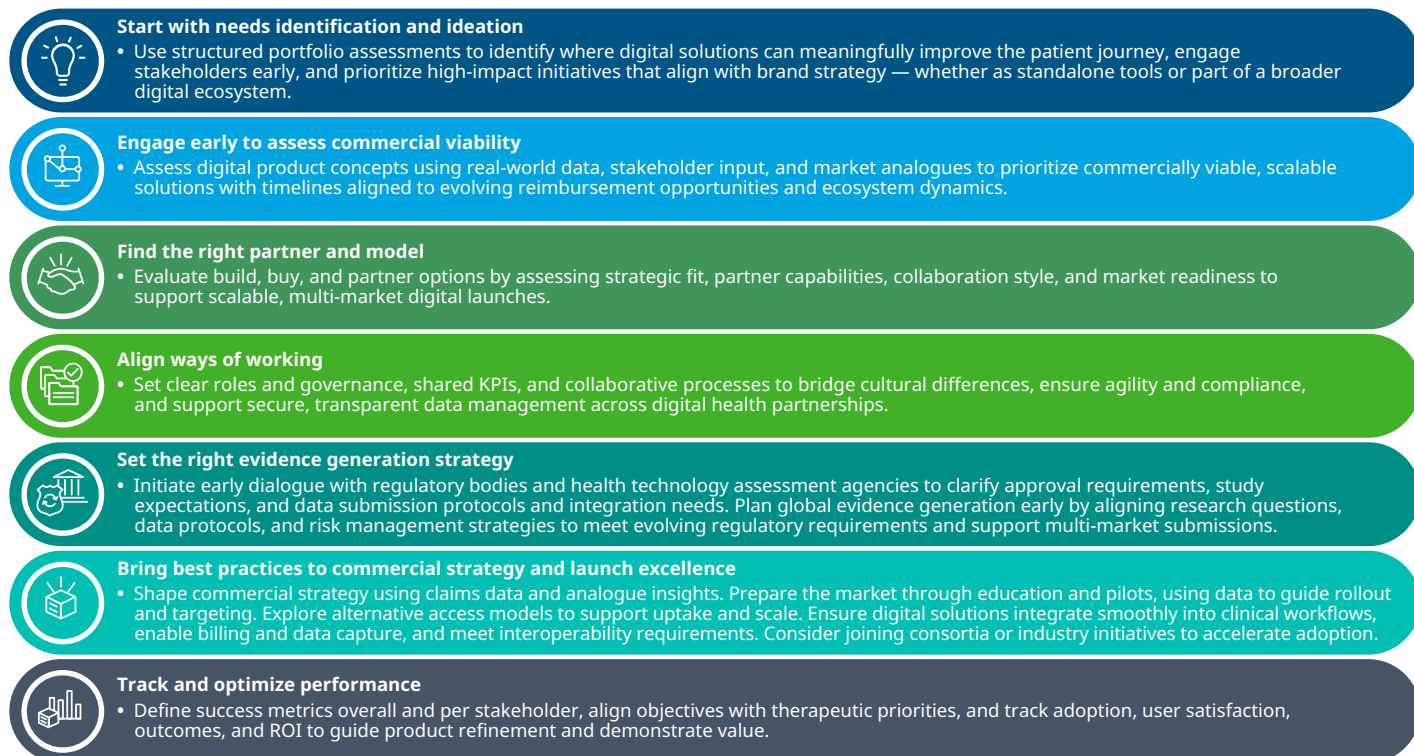 Start with needs identification and ideation
• Use structured portfolio assessments to identify where digital solutions can meaningfully improve the patient journey, engage
stakeholders early, and prioritize high-impact initiatives that align with brand strategy — whether as standalone tools or part of a broader
digital ecosystem.
Engage early to assess commercial viability
• Assess digital product concepts using real-world data, stakeholder input, and market analogues to prioritize commercially viable, scalable
solutions with timelines aligned to evolving reimbursement opportunities and ecosystem dynamics.
Find the right partner and model
• Evaluate build, buy, and partner options by assessing strategic fit, partner capabilities, collaboration style, and market readiness to
support scalable, multi-market digital launches.
Align ways of working
• Set clear roles and governance, shared KPIs, and collaborative processes to bridge cultural differences, ensure agility and compliance,
and support secure, transparent data management across digital health partnerships.
Set the right evidence generation strategy
• Initiate early dialogue with regulatory bodies and health technology assessment agencies to clarify approval requirements, study
expectations, and data submission protocols and integration needs. Plan global evidence generation early by aligning research questions,
data protocols, and risk management strategies to meet evolving regulatory requirements and support multi-market submissions.
Bring best practices to commercial strategy and launch excellence
• Shape commercial strategy using claims data and analogue insights. Prepare the market through education and pilots, using data to guide rollout
and targeting. Explore alternative access models to support uptake and scale. Ensure digital solutions integrate smoothly into clinical workflows,
enable billing and data capture, and meet interoperability requirements. Consider joining consortia or industry initiatives to accelerate adoption.
Track and optimize performance
• Define success metrics overall and per stakeholder, align objectives with therapeutic priorities, and track adoption, user satisfaction,
outcomes, and ROI to guide product refinement and demonstrate value.